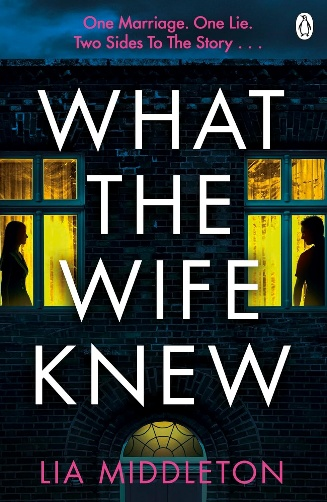 One Marriage. One Lie.
Two Sides To The Story . . .
WHAT
THE
WIFE
KNEW
LIA MIDDLETON